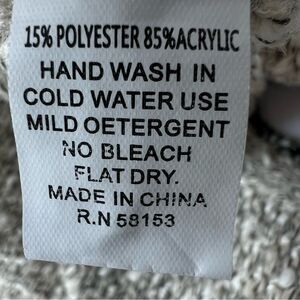 15% POLYESTER 85%ACRYLIC
HAND WASH IN
COLD WATER USE
MILD OETERGENT
NO BLEACH
FLAT DRY.
MADE IN CHINA
R.N 58153